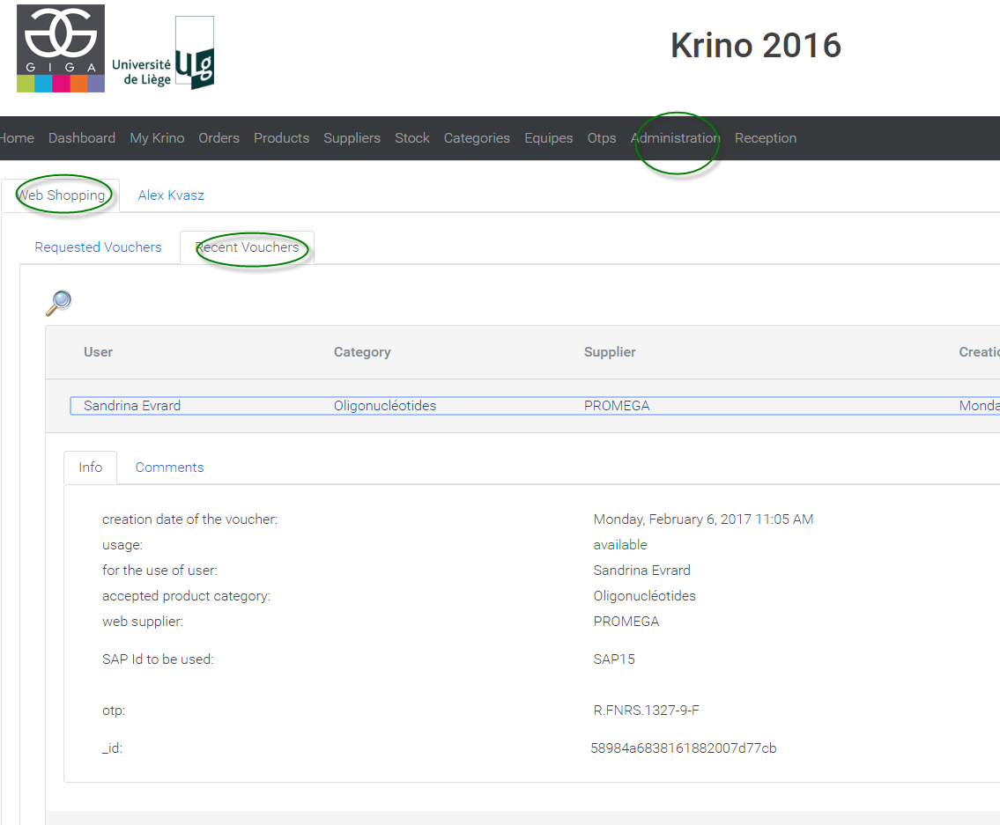 GIGA
Université
de Liège
ULg
Krino 2016
Home Dashboard My Krino Orders Products Suppliers Stock Categories Equipes Otps Administration Reception
Web Shopping Alex Kvasz
Requested Vouchers Recent Vouchers
User Category Supplier Creatio
Sandrina Evrard Oligonucléotides PROMEGA Monda
Info Comments
creation date of the voucher: Monday, February 6, 2017 11:05 AM
usage: available
for the use of user: Sandrina Evrard
accepted product category: Oligonucléotides
web supplier: PROMEGA
SAP Id to be used: SAP15
otp: R.FNRS.1327-9-F
_id: 58984a6838161882007d77cb